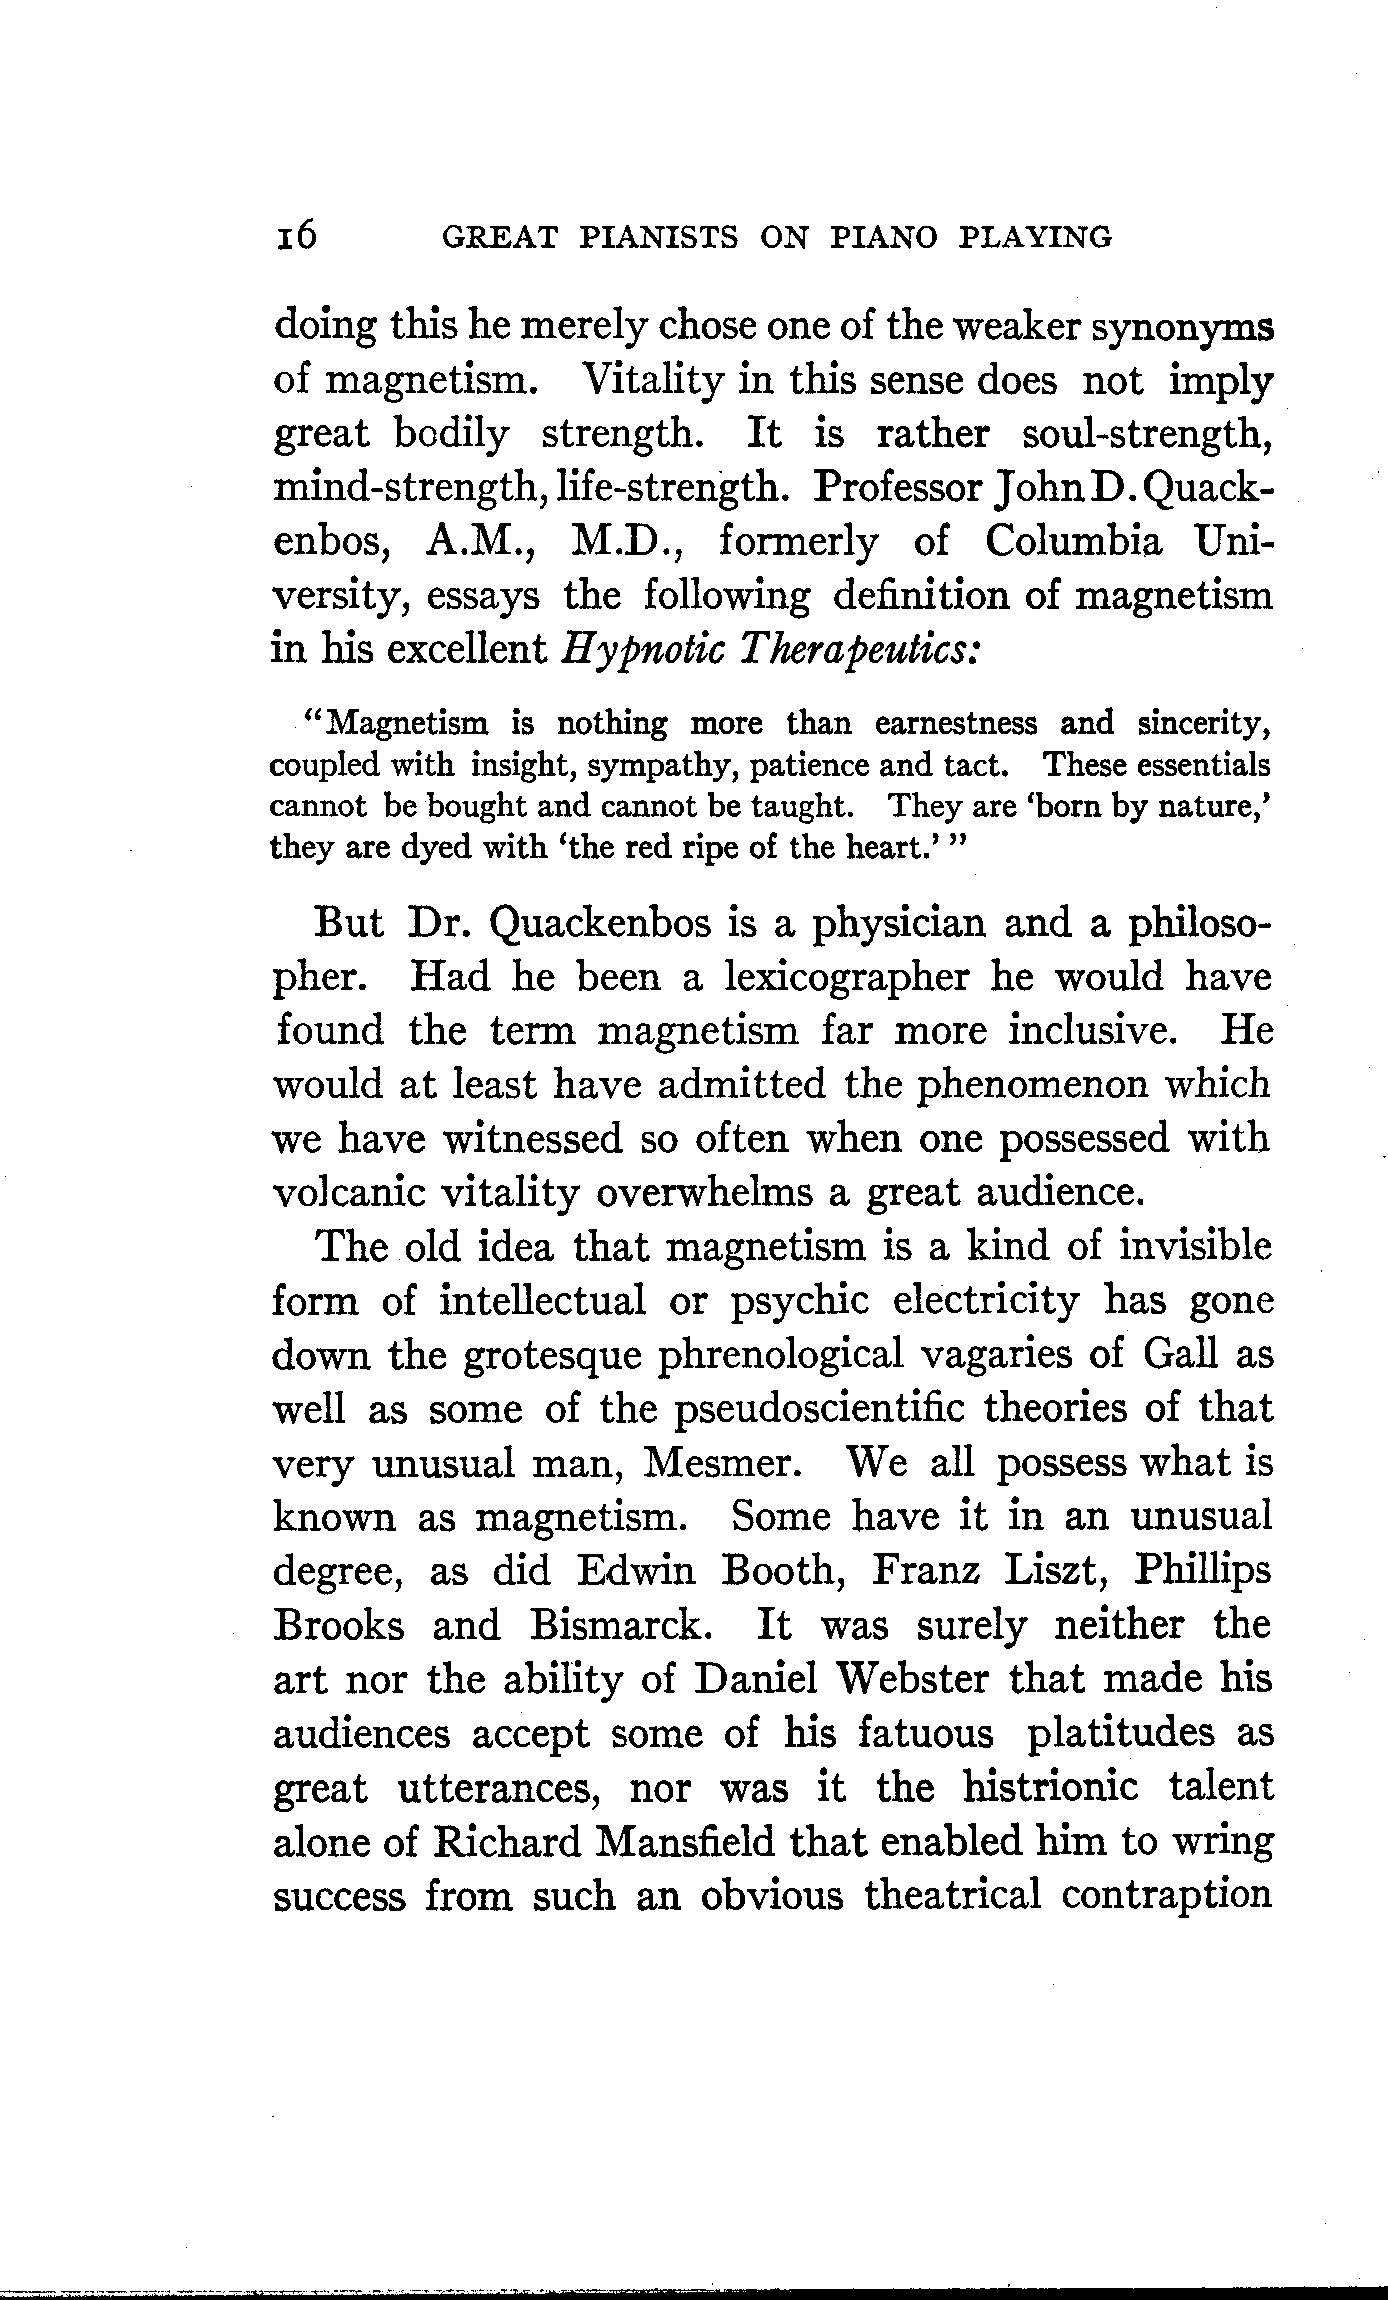 16 GREAT PIANISTS ON PIANO PLAYING
doing this he merely chose one of the weaker synonyms
of magnetism. Vitality in this sense does not imply
great bodily strength. It is rather soul-strength,
mind-strength, life-strength. Professor John D. Quack-
enbos, A.M., M.D., formerly of Columbia Uni-
versity, essays the following definition of magnetism
in his excellent Hypnotic Therapeutics:
"Magnetism is nothing more than earnestness and sincerity,
coupled with insight, sympathy, patience and tact. These essentials
cannot be bought and cannot be taught. They are 'born by nature,'
they are dyed with 'the red ripe of the heart.' "
But Dr. Quackenbos is a physician and a philoso-
pher. Had he been a lexicographer he would have
found the term magnetism far more inclusive. He
would at least have admitted the phenomenon which
we have witnessed so often when one possessed with
volcanic vitality overwhelms a great audience.
The old idea that magnetism is a kind of invisible
form of intellectual or psychic electricity has gone
down the grotesque phrenological vagaries of Gall as
well as some of the pseudoscientific theories of that
very unusual man, Mesmer. We all possess what is
known as magnetism. Some have it in an unusual
degree, as did Edwin Booth, Franz Liszt, Phillips
Brooks and Bismarck. It was surely neither the
art nor the ability of Daniel Webster that made his
audiences accept some of his fatuous platitudes as
great utterances, nor was it the histrionic talent
alone of Richard Mansfield that enabled him to wring
success from such an obvious theatrical contraption